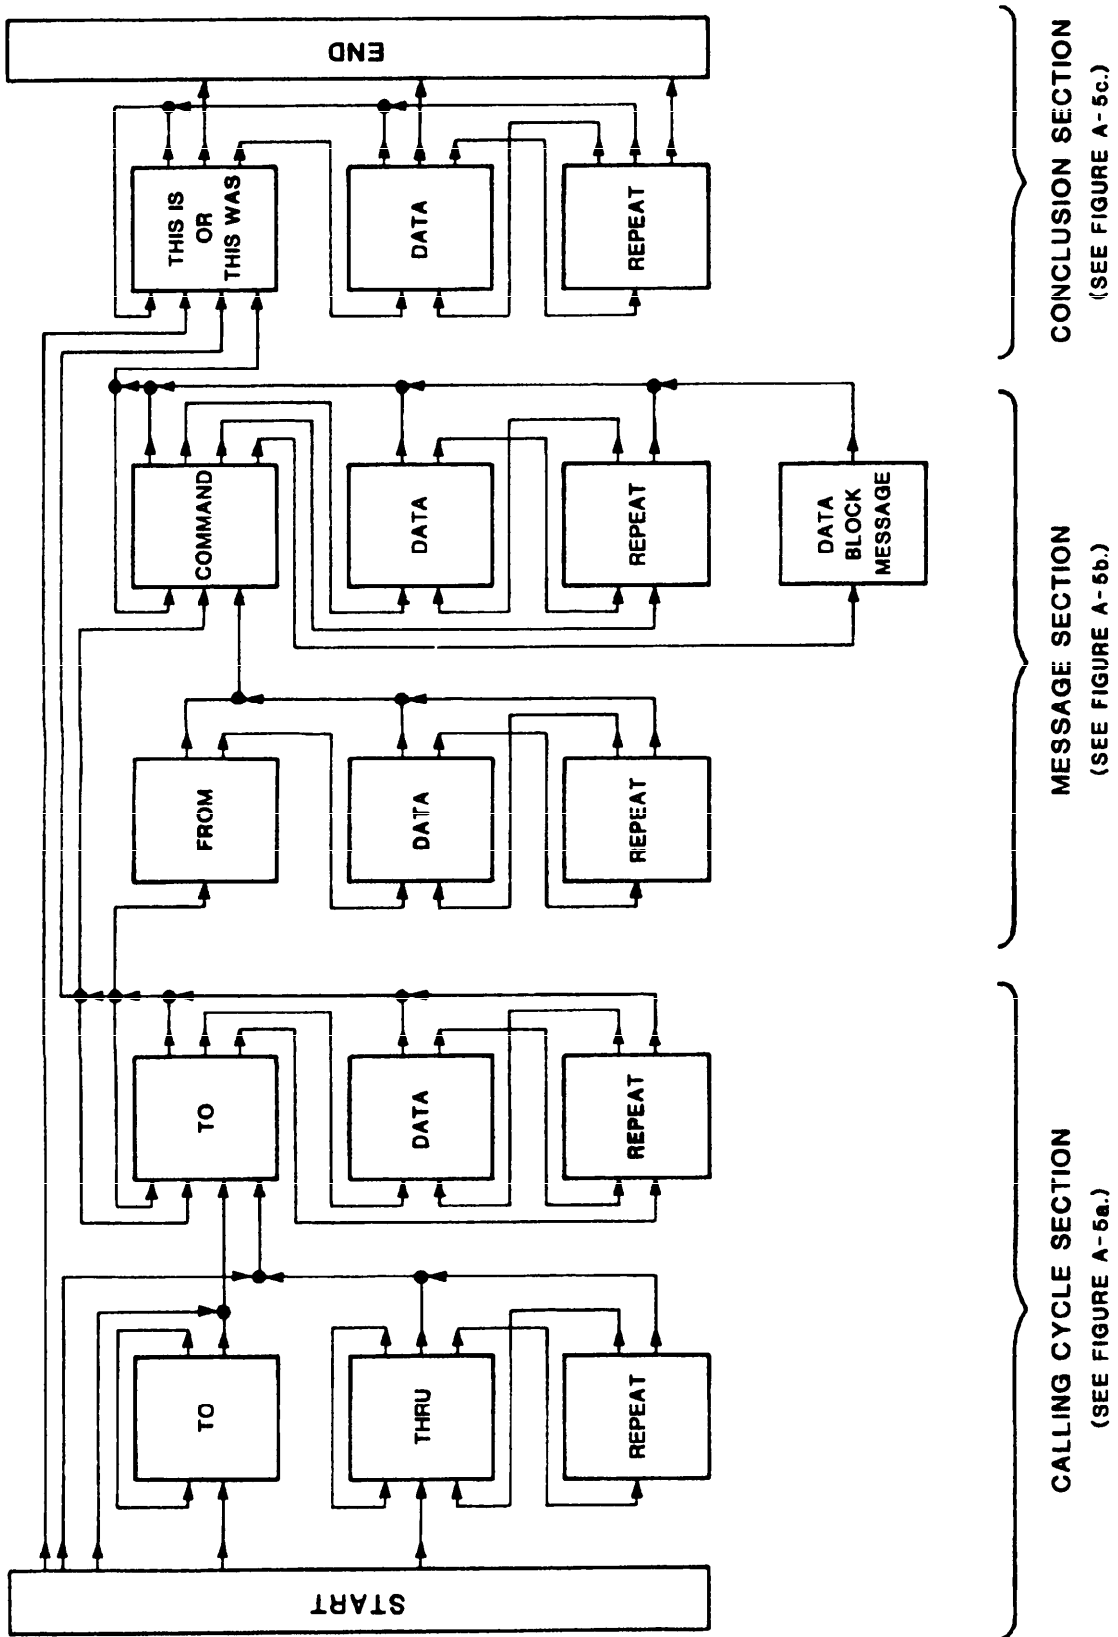 START
TO
THRU
REPEAT
TO
DATA
REPEAT
FROM
DATA
REPEAT
COMMAND
DATA
REPEAT
DATA
BLOCK
MESSAGE
THIS IS
OR
THIS WAS
DATA
REPEAT
END
CALLING CYCLE SECTION
(SEE FIGURE A-5a.)
MESSAGE SECTION
(SEE FIGURE A-5b.)
CONCLUSION SECTION
(SEE FIGURE A-5c.)